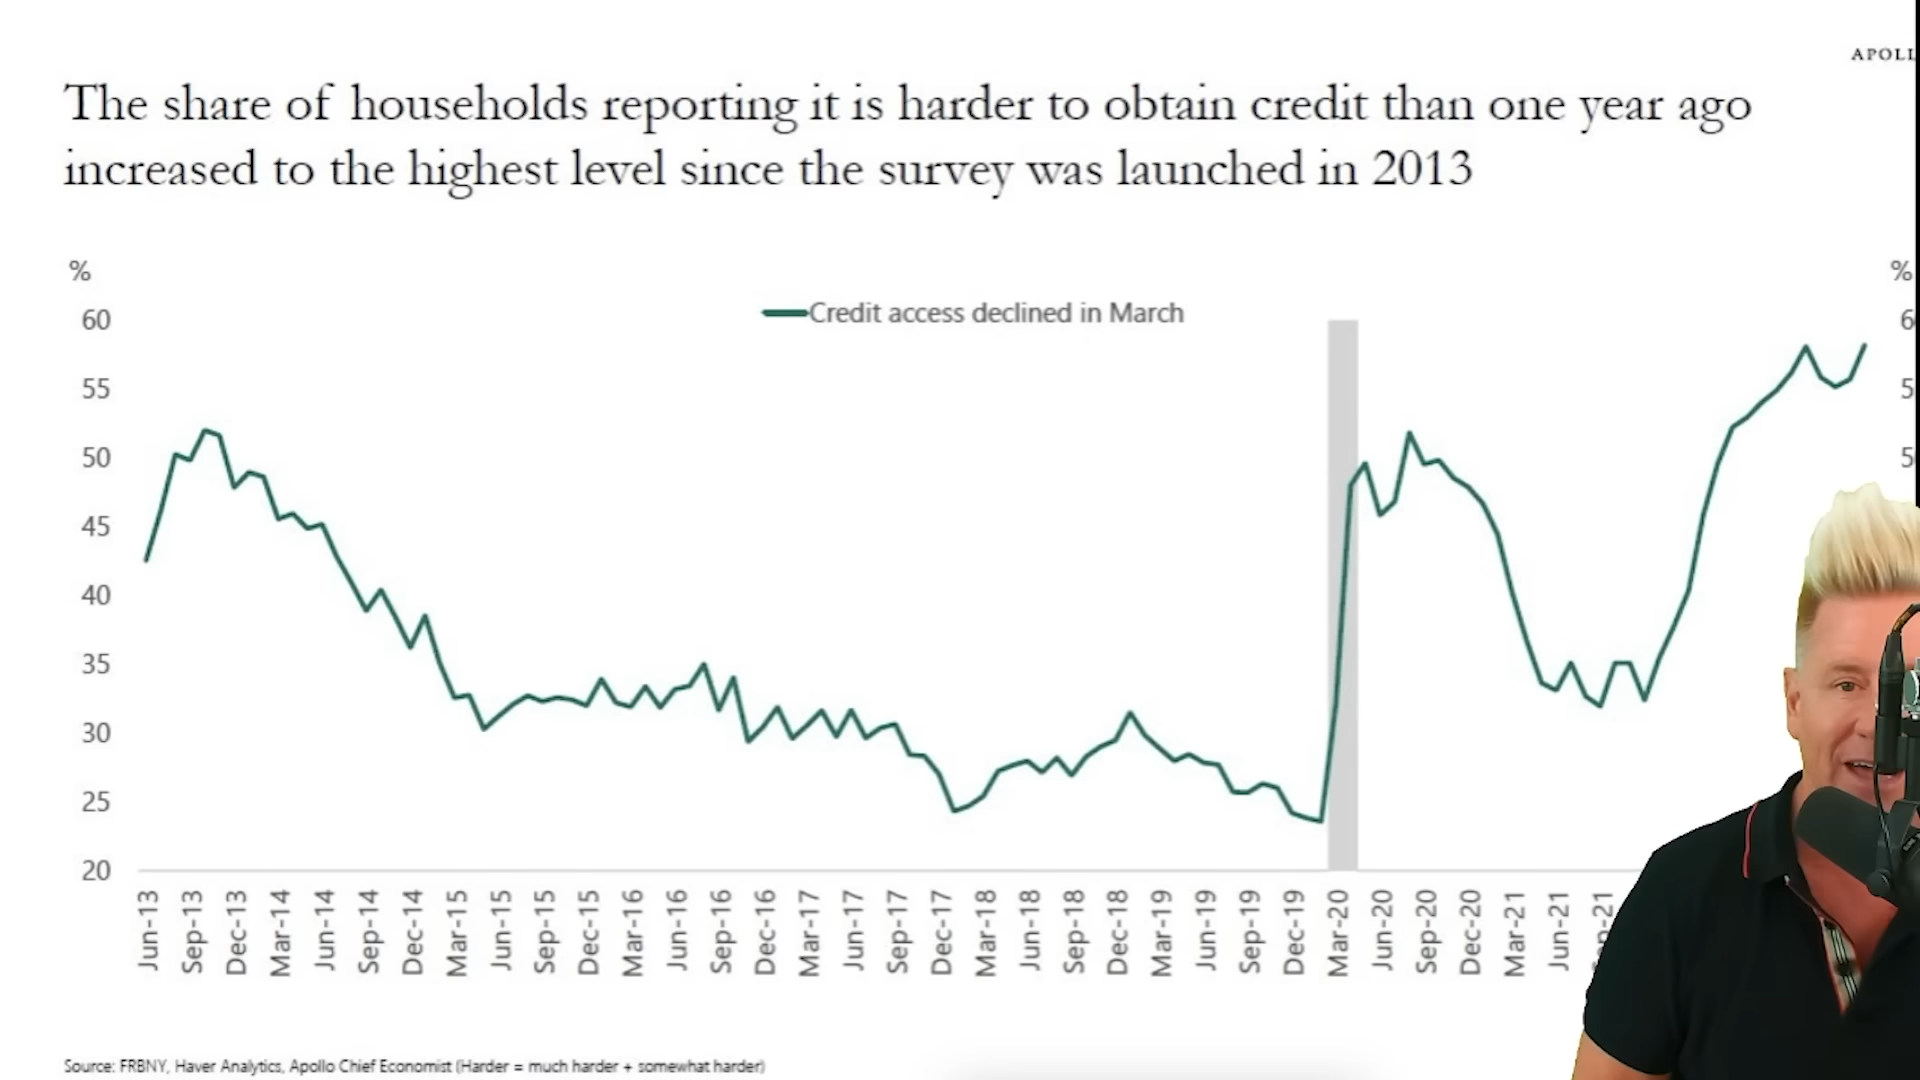 APOLL
The share of households reporting it is harder to obtain credit than one year ago
increased to the highest level since the survey was launched in 2013
%
%
Credit access declined in March
60
55
50
45
40
35
30
25
20
6
5
5
Jun-13
Sep-13
Dec-13
Mar-14
Jun-14
Sep-14
Dec-14
Mar-15
Jun-15
Sep-15
Dec-15
Mar-16
Jun-16
Sep-16
Dec-16
Mar-17
Jun-17
Sep-17
Dec-17
Mar-18
Jun-18
Sep-18
Dec-18
Mar-19
Jun-19
Sep-19
Dec-19
Mar-20
Jun-20
Sep-20
Dec-20
Mar-21
Jun-21
Sep-21
Source: FRBNY, Haver Analytics, Apollo Chief Economist (Harder = much harder + somewhat harder)